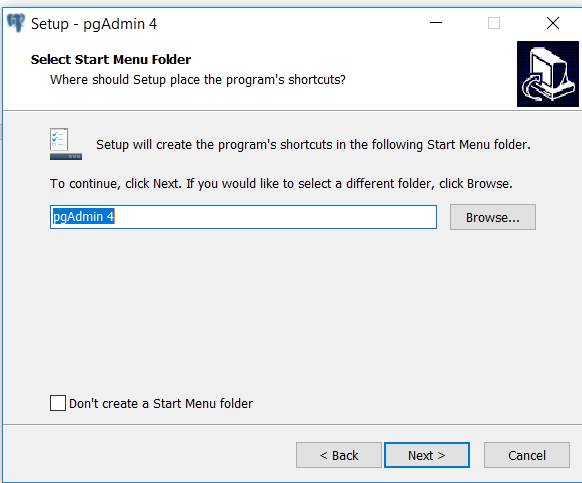 Setup - pgAdmin 4
Select Start Menu Folder
Where should Setup place the program's shortcuts?
Setup will create the program's shortcuts in the following Start Menu folder.
To continue, click Next. If you would like to select a different folder, click Browse.
pgAdmin 4
Browse...
Don't create a Start Menu folder
< Back
Next >
Cancel